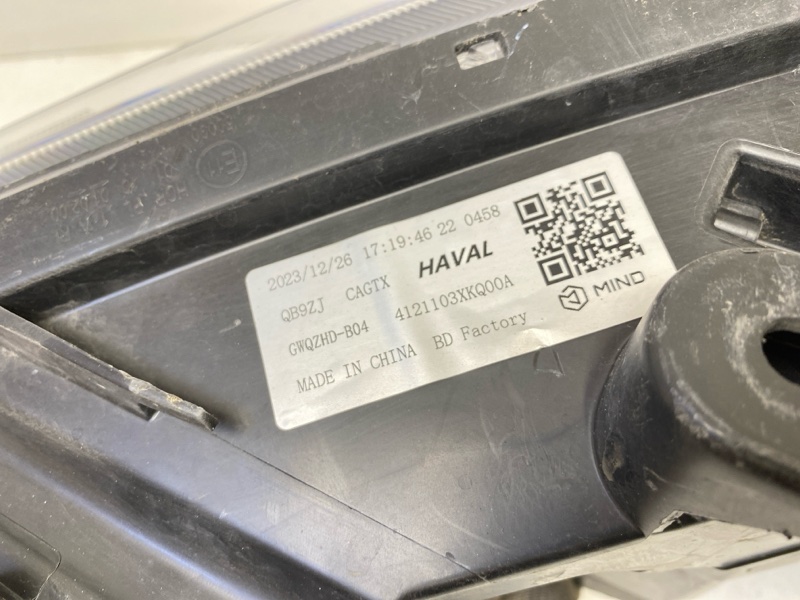 2023/12/26 17:19:46 22 0458
QB9ZJ CAGTX HAVAL
GWQZHD-B04 4121103XKQ00A
MIND
MADE IN CHINA BD Factory